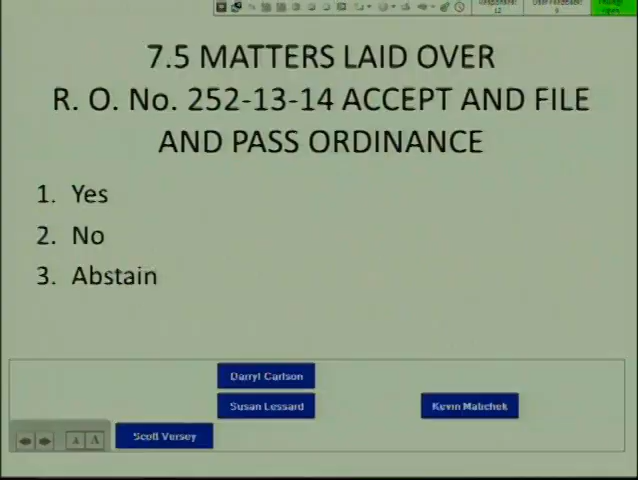 7.5 MATTERS LAID OVER
R. O. No. 252-13-14 ACCEPT AND FILE
AND PASS ORDINANCE
1. Yes
2. No
3. Abstain
Darryl Carlson
Susan Lessard
Kevin Matichek
Scott Versey
A A